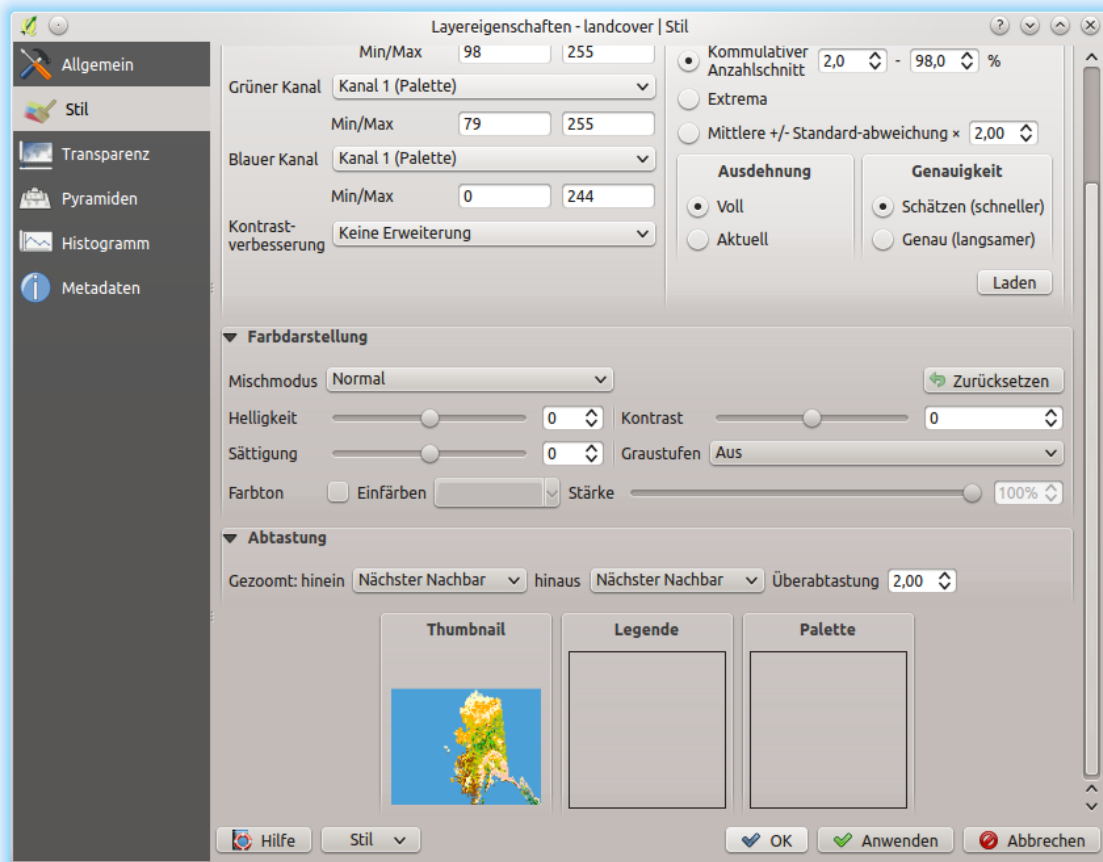 Layereigenschaften - landcover | Stil
Allgemein
Stil
Transparenz
Pyramiden
Histogramm
Metadaten
Min/Max 98 255
Grüner Kanal Kanal 1 (Palette)
Min/Max 79 255
Blauer Kanal Kanal 1 (Palette)
Min/Max 0 244
Kontrast-
verbesserung Keine Erweiterung
Kommulativer
Anzahlschnitt 2,0 - 98,0 %
Extrema
Mittlere +/- Standard-abweichung × 2,00
Ausdehnung
Voll
Aktuell
Genauigkeit
Schätzen (schneller)
Genau (langsamer)
Laden
Farbdarstellung
Mischmodus Normal Zurücksetzen
Helligkeit 0 Kontrast 0
Sättigung 0 Graustufen Aus
Farbton Einfärben Stärke 100%
Abtastung
Gezoomt: hinein Nächster Nachbar hinaus Nächster Nachbar Überabtastung 2,00
Thumbnail Legende Palette
Hilfe Stil OK Anwenden Abbrechen